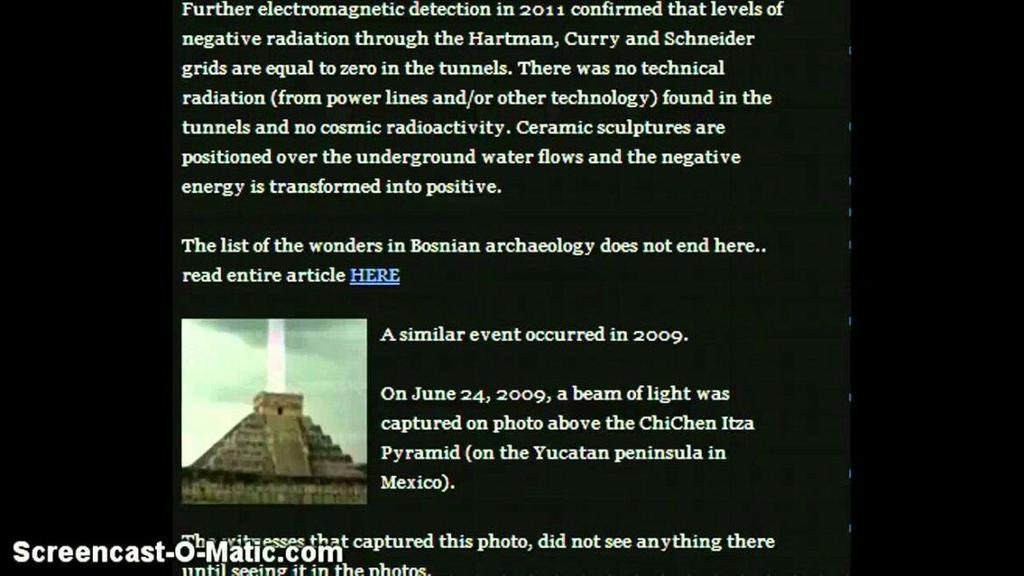 Further electromagnetic detection in 2011 confirmed that levels of
negative radiation through the Hartman, Curry and Schneider
grids are equal to zero in the tunnels. There was no technical
radiation (from power lines and/or other technology) found in the
tunnels and no cosmic radioactivity. Ceramic sculptures are
positioned over the underground water flows and the negative
energy is transformed into positive.
The list of the wonders in Bosnian archaeology does not end here..
read entire article HERE
A similar event occurred in 2009.
On June 24, 2009, a beam of light was
captured on photo above the ChiChen Itza
Pyramid (on the Yucatan peninsula in
Mexico).
The witnesses that captured this photo, did not see anything there
until seeing it in the photos.
Screencast-O-Matic.com